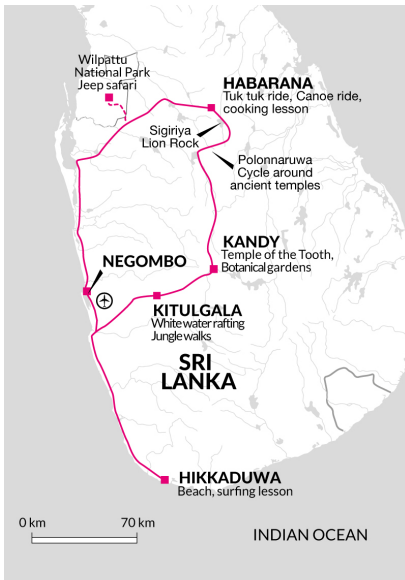 Wilpattu
National Park
Jeep safari
HABARANA
Tuk tuk ride, Canoe ride,
cooking lesson
Sigiriya
Lion Rock
Polonnaruwa
Cycle around
ancient temples
KANDY
Temple of the Tooth,
Botanical gardens
NEGOMBO
KITULGALA
White water rafting
Jungle walks
SRI
LANKA
HIKKADUWA
Beach, surfing lesson
0 km 70 km
INDIAN OCEAN